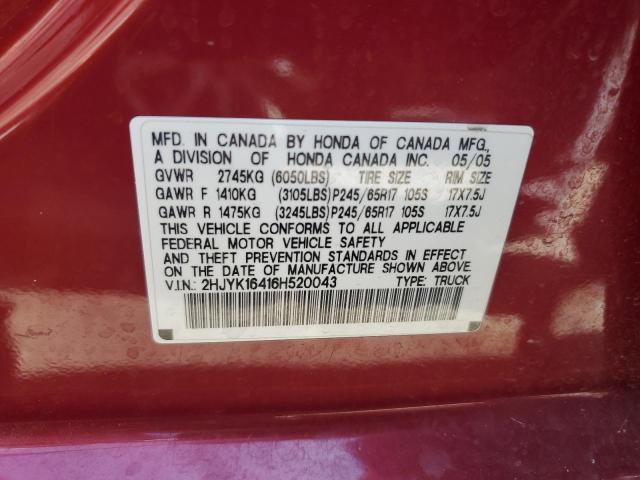 MFD. IN CANADA BY HONDA OF CANADA MFG.,
A DIVISION OF HONDA CANADA INC. 05/05
GVWR 2745KG (6050LBS) TIRE SIZE RIM SIZE
GAWR F 1410KG (3105LBS)P245/65R17 105S 17X7.5J
GAWR R 1475KG (3245LBS)P245/65R17 105S 17X7.5J
THIS VEHICLE CONFORMS TO ALL APPLICABLE
FEDERAL MOTOR VEHICLE SAFETY
AND THEFT PREVENTION STANDARDS IN EFFECT
ON THE DATE OF MANUFACTURE SHOWN ABOVE.
V.I.N.: 2HJYK16416H520043 TYPE: TRUCK